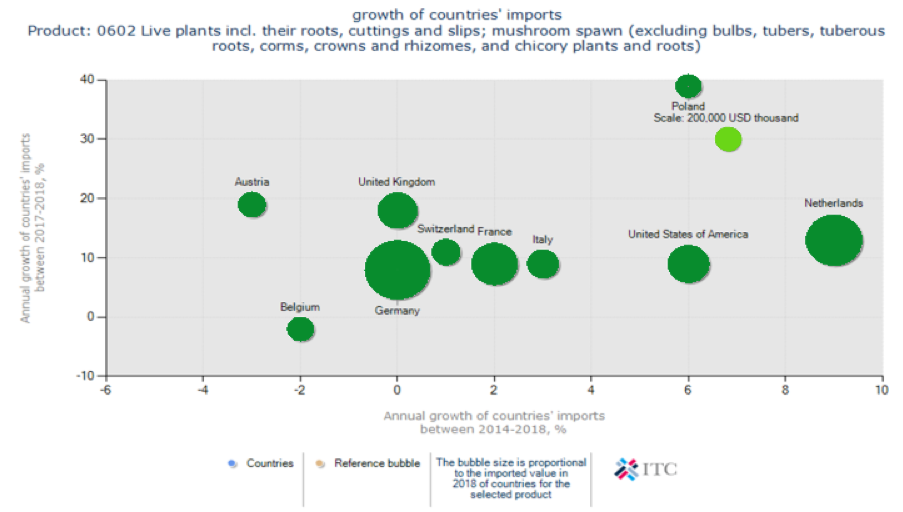 growth of countries' imports
Product: 0602 Live plants incl. their roots, cuttings and slips; mushroom spawn (excluding bulbs, tubers, tuberous
roots, corms, crowns and rhizomes, and chicory plants and roots)
Annual growth of countries' imports
between 2017-2018, %
40
30
20
10
0
-10
Poland
Scale: 200,000 USD thousand
Austria
United Kingdom
Netherlands
Switzerland
France
Italy
United States of America
Belgium
Germany
-6
-4
-2
0
2
4
6
8
10
Annual growth of countries' imports
between 2014-2018, %
Countries
Reference bubble
The bubble size is proportional
to the imported value in
2018 of countries for the
selected product
ITC